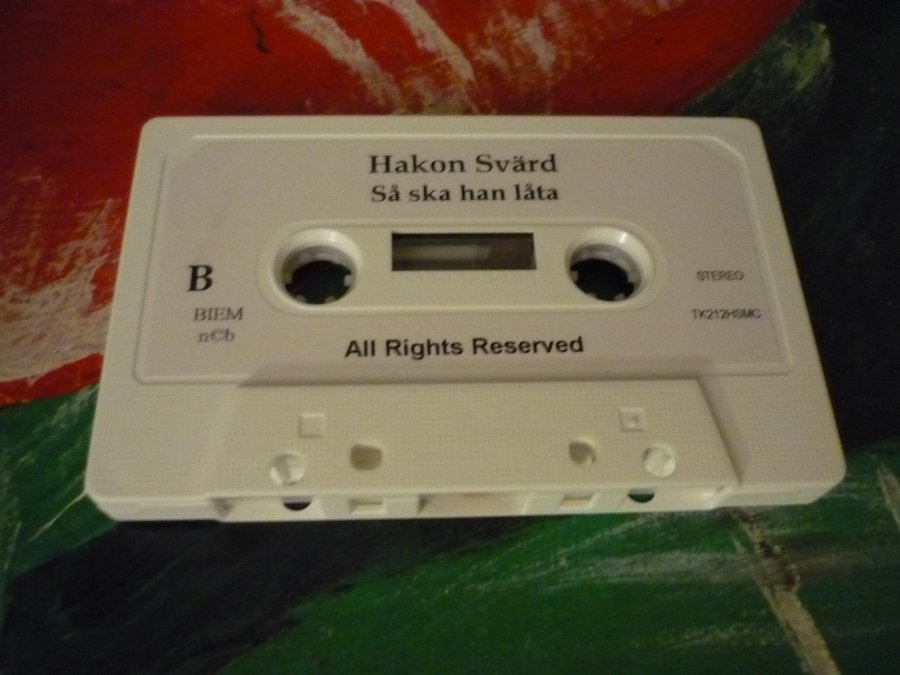 Hakon Svärd
Så ska han låta
B
STEREO
BIEM
TK212HSMC
n©b
All Rights Reserved